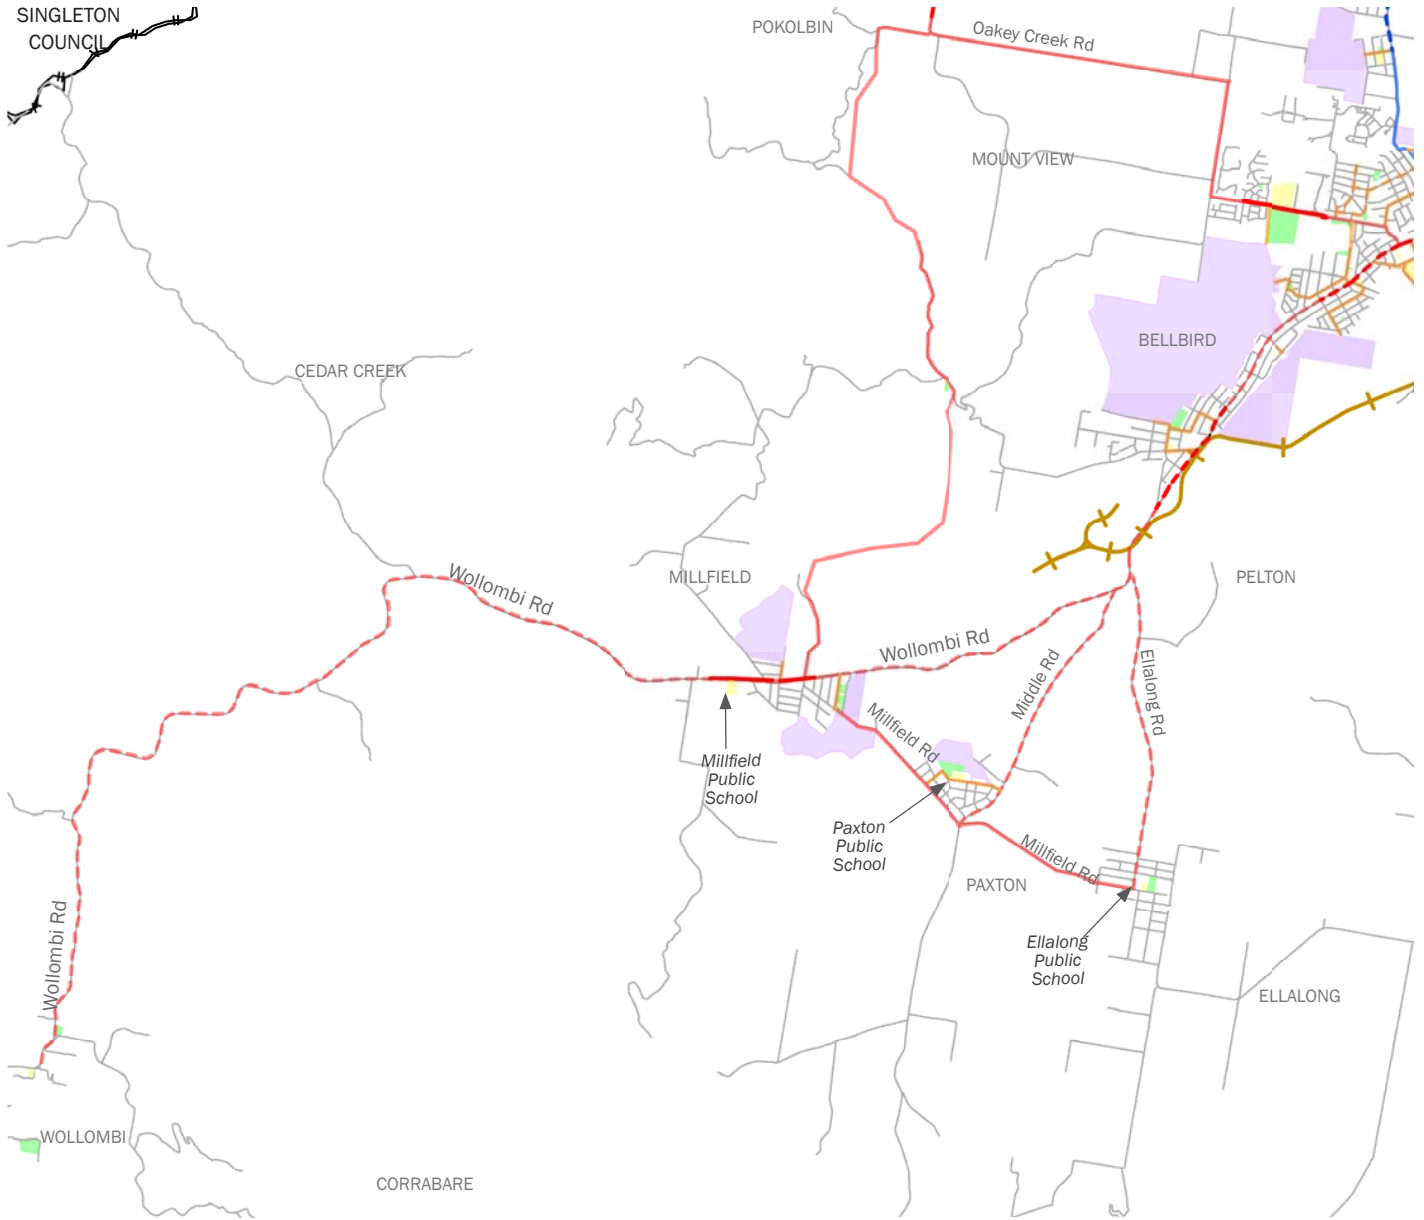 SINGLETON
COUNCIL
POKOLBIN
Oakey Creek Rd
MOUNT VIEW
BELLBIRD
CEDAR CREEK
Wollombi Rd
MILLFIELD
PELTON
Wollombi Rd
Middle Rd
Ellalong Rd
Millfield Rd
Millfield
Public
School
Paxton
Public
School
Millfield Rd
PAXTON
Ellalong
Public
School
Wollombi Rd
ELLALONG
WOLLOMBI
CORRABARE